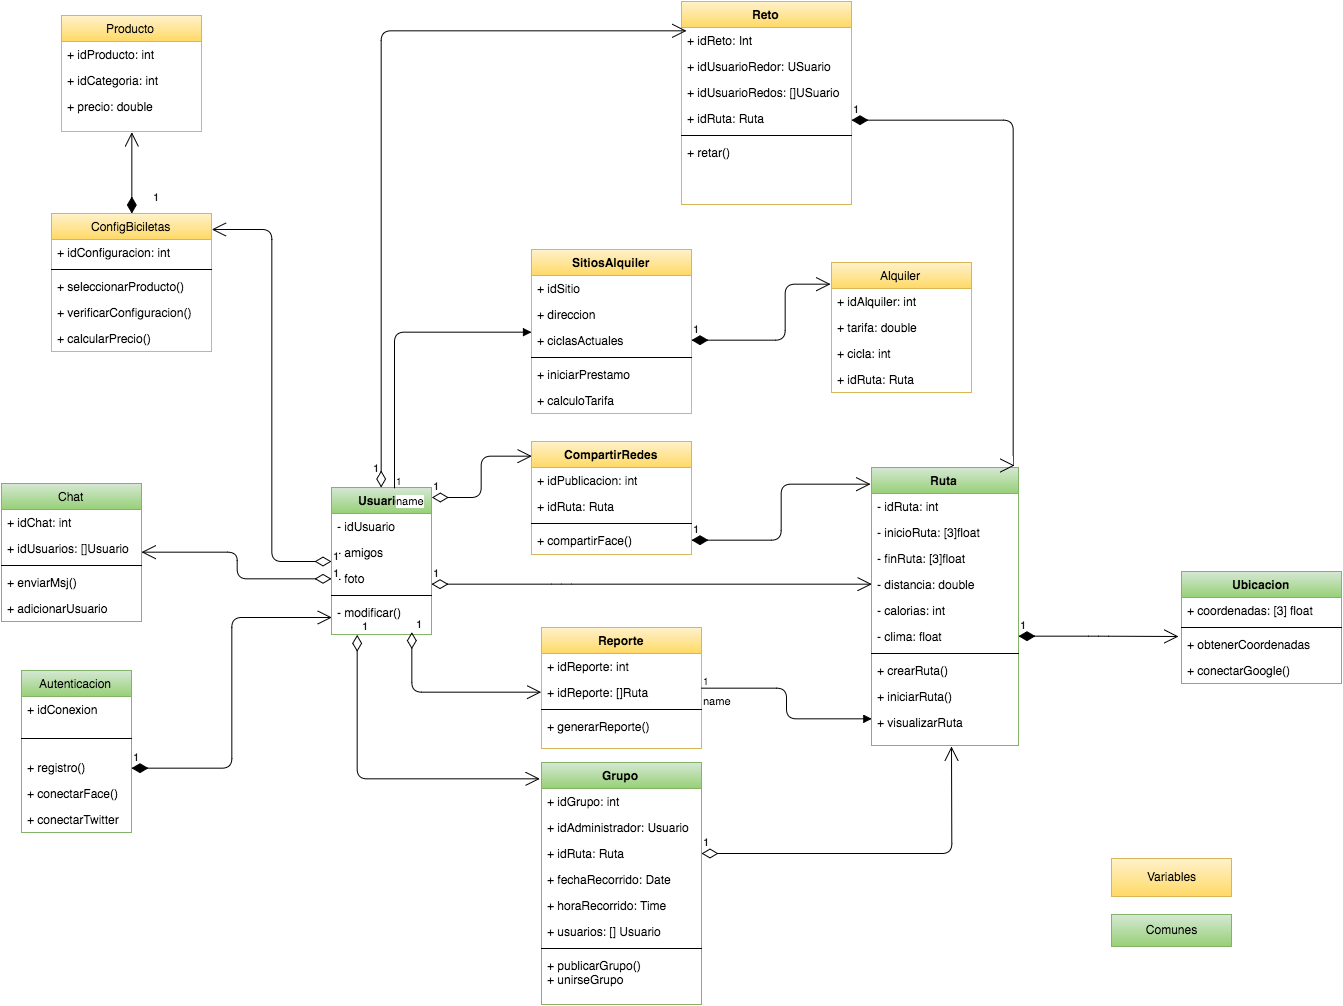 Producto
+ idProducto: int
+ idCategoria: int
+ precio: double
1
ConfigBiciletas
+ idConfiguracion: int
+ seleccionarProducto()
+ verificarConfiguracion()
+ calcularPrecio()
Reto
+ idReto: Int
+ idUsuarioRedor: USuario
+ idUsuarioRedos: []USuario
+ idRuta: Ruta
+ retar()
1
SitiosAlquiler
+ idSitio
+ direccion
+ ciclasActuales
+ iniciarPrestamo
+ calculoTarifa
1
Alquiler
+ idAlquiler: int
+ tarifa: double
+ cicla: int
+ idRuta: Ruta
CompartirRedes
+ idPublicacion: int
+ idRuta: Ruta
+ compartirFace()
1
Chat
+ idChat: int
+ idUsuarios: []Usuario
+ enviarMsj()
+ adicionarUsuario
1
1
name
1
Usuari
- idUsuario
- amigos
- foto
- modificar()
1
1
1
1
1
Autenticacion
+ idConexion
+ registro()
+ conectarFace()
+ conectarTwitter
1
Ruta
- idRuta: int
- inicioRuta: [3]float
- finRuta: [3]float
- distancia: double
- calorias: int
- clima: float
+ crearRuta()
+ iniciarRuta()
+ visualizarRuta
1
Ubicacion
+ coordenadas: [3] float
+ obtenerCoordenadas
+ conectarGoogle()
Reporte
+ idReporte: int
+ idReporte: []Ruta
+ generarReporte()
1
name
Grupo
+ idGrupo: int
+ idAdministrador: Usuario
+ idRuta: Ruta
+ fechaRecorrido: Date
+ horaRecorrido: Time
+ usuarios: [] Usuario
+ publicarGrupo()
+ unirseGrupo
1
Variables
Comunes